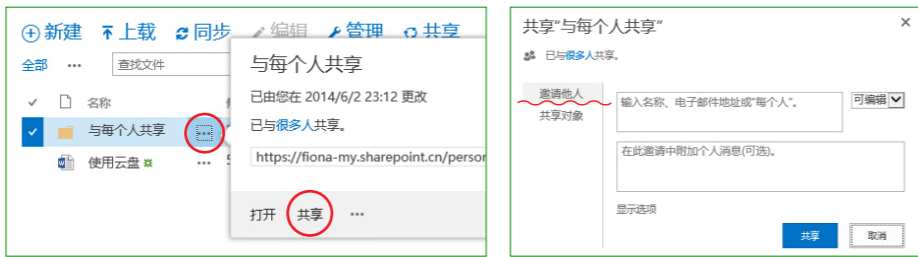 新建 上载 同步 编辑 管理 共享
全部 ... 查找文件
名称
与每个人共享 ...
使用云盘 ...
与每个人共享
已由您在 2014/6/2 23:12 更改
已与很多人共享。
https://fiona-my.sharepoint.cn/person
打开 共享 ...
共享"与每个人共享"
已与很多人共享。
邀请他人
共享对象
输入名称、电子邮件地址或"每个人"。
可编辑
在此邀请中附加个人消息(可选)。
显示选项
共享 取消